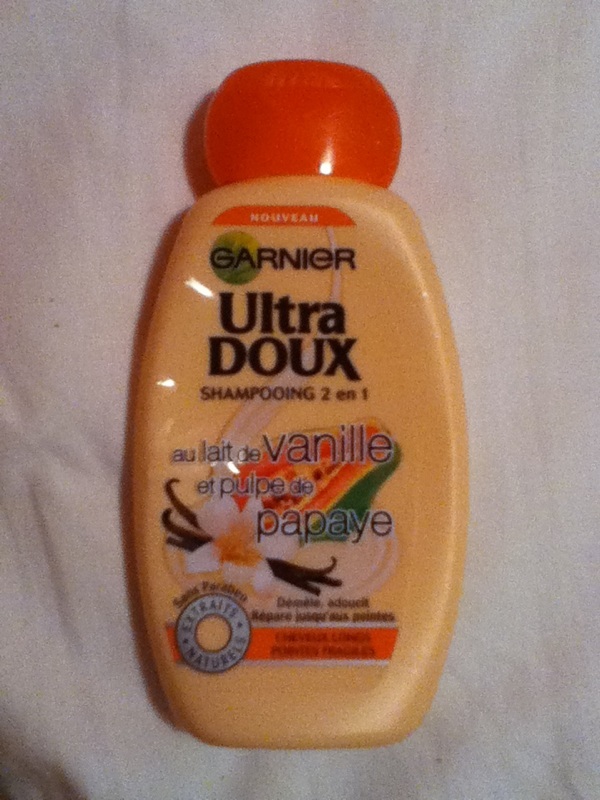 NOUVEAU
GARNIER
Ultra
DOUX
SHAMPOOING 2 en 1
au lait de vanille
et pulpe de
papaye
Sans Paraben
EXTRAITS
NATURELS
Démêle, adoucit
Répare jusqu'aux pointes
CHEVEUX LONGS
POINTES FRAGILES